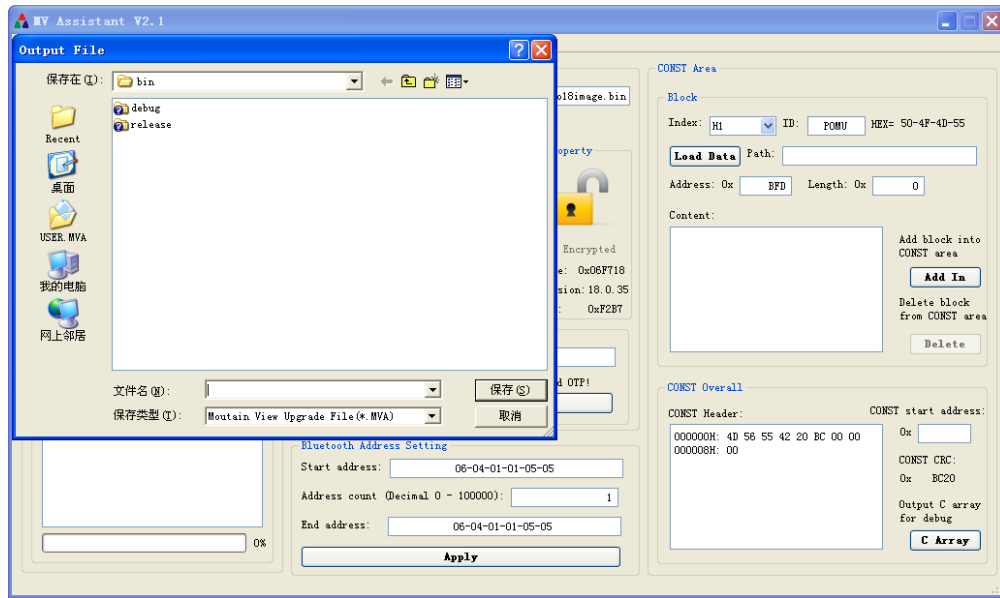 MV Assistant V2.1
Output File
保存在(I):
bin
debug
release
Recent
桌面
USER.MVA
我的电脑
网上邻居
文件名(N):
保存(S)
保存类型(T):
Moutain View Upgrade File(*.MVA)
取消
ol8image.bin
operty
Encrypted
e: 0x06F718
sion: 18.0.35
: 0xF2B7
d OTP!
0%
Bluetooth Address Setting
Start address:
06-04-01-01-05-05
Address count (Decimal 0 - 100000):
1
End address:
06-04-01-01-05-05
Apply
CONST Area
Block
Index: H1 ID: POMU HEX= 50-4F-4D-55
Load Data Path:
Address: 0x BFD Length: 0x 0
Content:
Add block into
CONST area
Add In
Delete block
from CONST area
Delete
CONST Overall
CONST Header:
000000H: 4D 56 55 42 20 BC 00 00
000008H: 00
CONST start address:
0x
CONST CRC:
0x BC20
Output C array
for debug
C Array